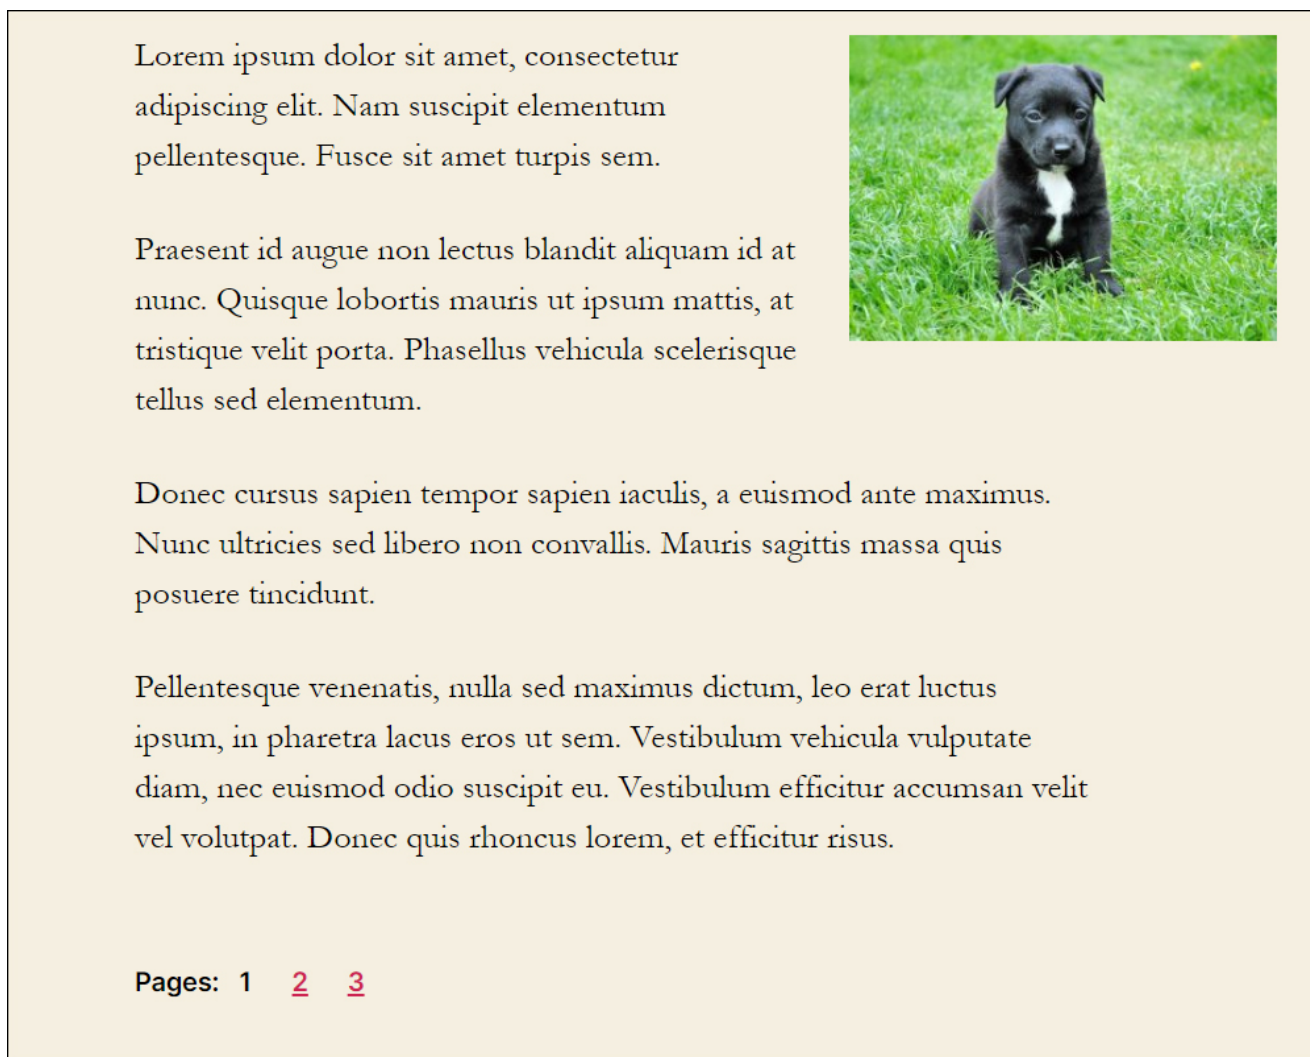 Lorem ipsum dolor sit amet, consectetur
adipiscing elit. Nam suscipit elementum
pellentesque. Fusce sit amet turpis sem.
Praesent id augue non lectus blandit aliquam id at
nunc. Quisque lobortis mauris ut ipsum mattis, at
tristique velit porta. Phasellus vehicula scelerisque
tellus sed elementum.
Donec cursus sapien tempor sapien iaculis, a euismod ante maximus.
Nunc ultricies sed libero non convallis. Mauris sagittis massa quis
posuere tincidunt.
Pellentesque venenatis, nulla sed maximus dictum, leo erat luctus
ipsum, in pharetra lacus eros ut sem. Vestibulum vehicula vulputate
diam, nec euismod odio suscipit eu. Vestibulum efficitur accumsan velit
vel volutpat. Donec quis rhoncus lorem, et efficitur risus.
Pages: 1 2 3